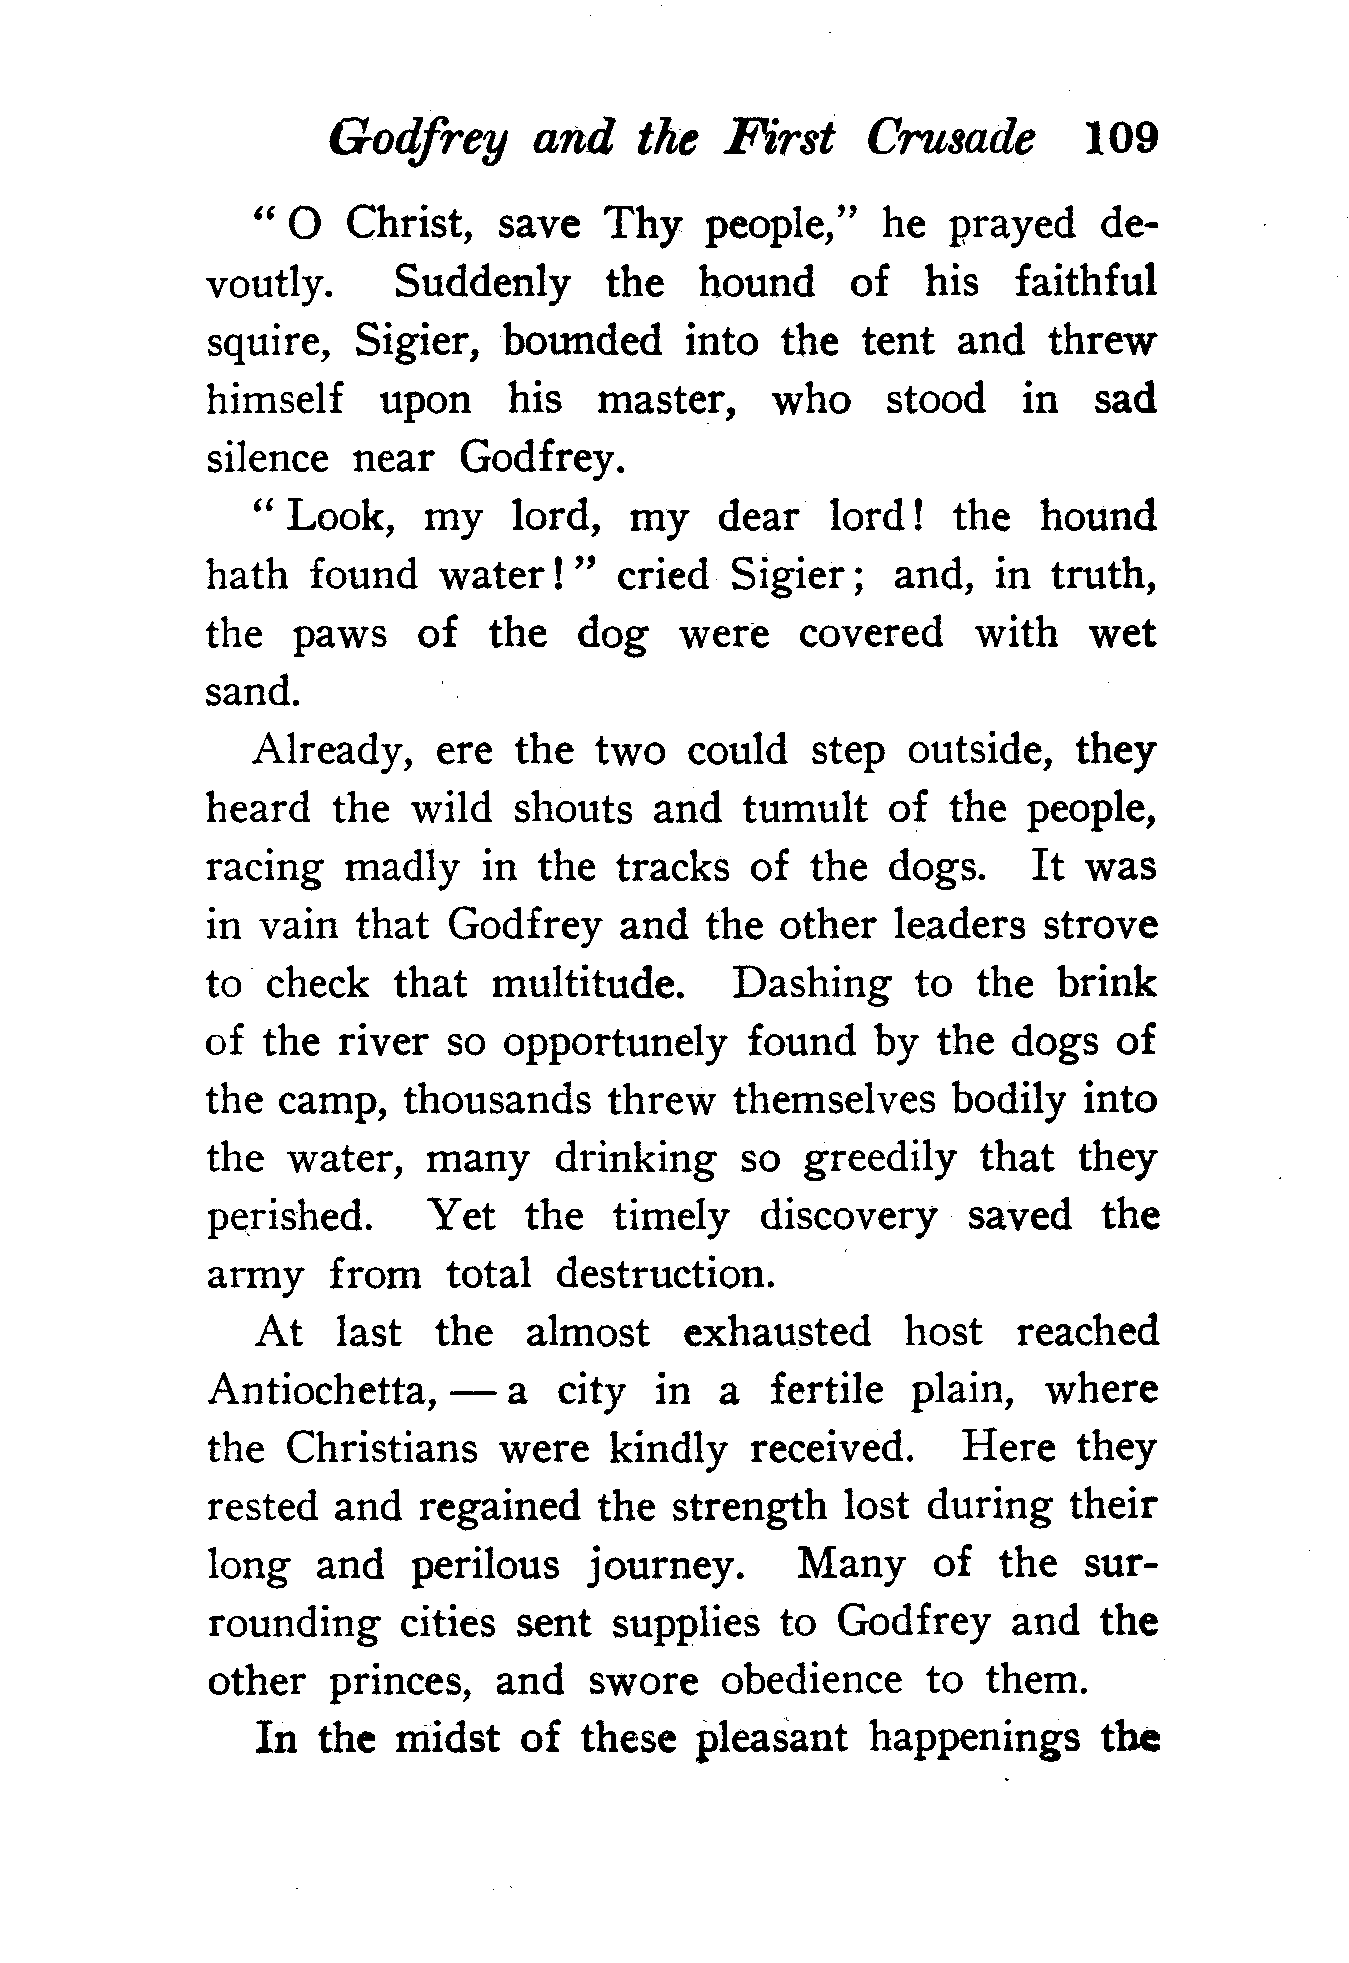 Godfrey and the First Crusade 109
" O Christ, save Thy people," he prayed de-
voutly. Suddenly the hound of his faithful
squire, Sigier, bounded into the tent and threw
himself upon his master, who stood in sad
silence near Godfrey.
" Look, my lord, my dear lord! the hound
hath found water! " cried Sigier; and, in truth,
the paws of the dog were covered with wet
sand.
Already, ere the two could step outside, they
heard the wild shouts and tumult of the people,
racing madly in the tracks of the dogs. It was
in vain that Godfrey and the other leaders strove
to check that multitude. Dashing to the brink
of the river so opportunely found by the dogs of
the camp, thousands threw themselves bodily into
the water, many drinking so greedily that they
perished. Yet the timely discovery saved the
army from total destruction.
At last the almost exhausted host reached
Antiochetta, — a city in a fertile plain, where
the Christians were kindly received. Here they
rested and regained the strength lost during their
long and perilous journey. Many of the sur-
rounding cities sent supplies to Godfrey and the
other princes, and swore obedience to them.
In the midst of these pleasant happenings the